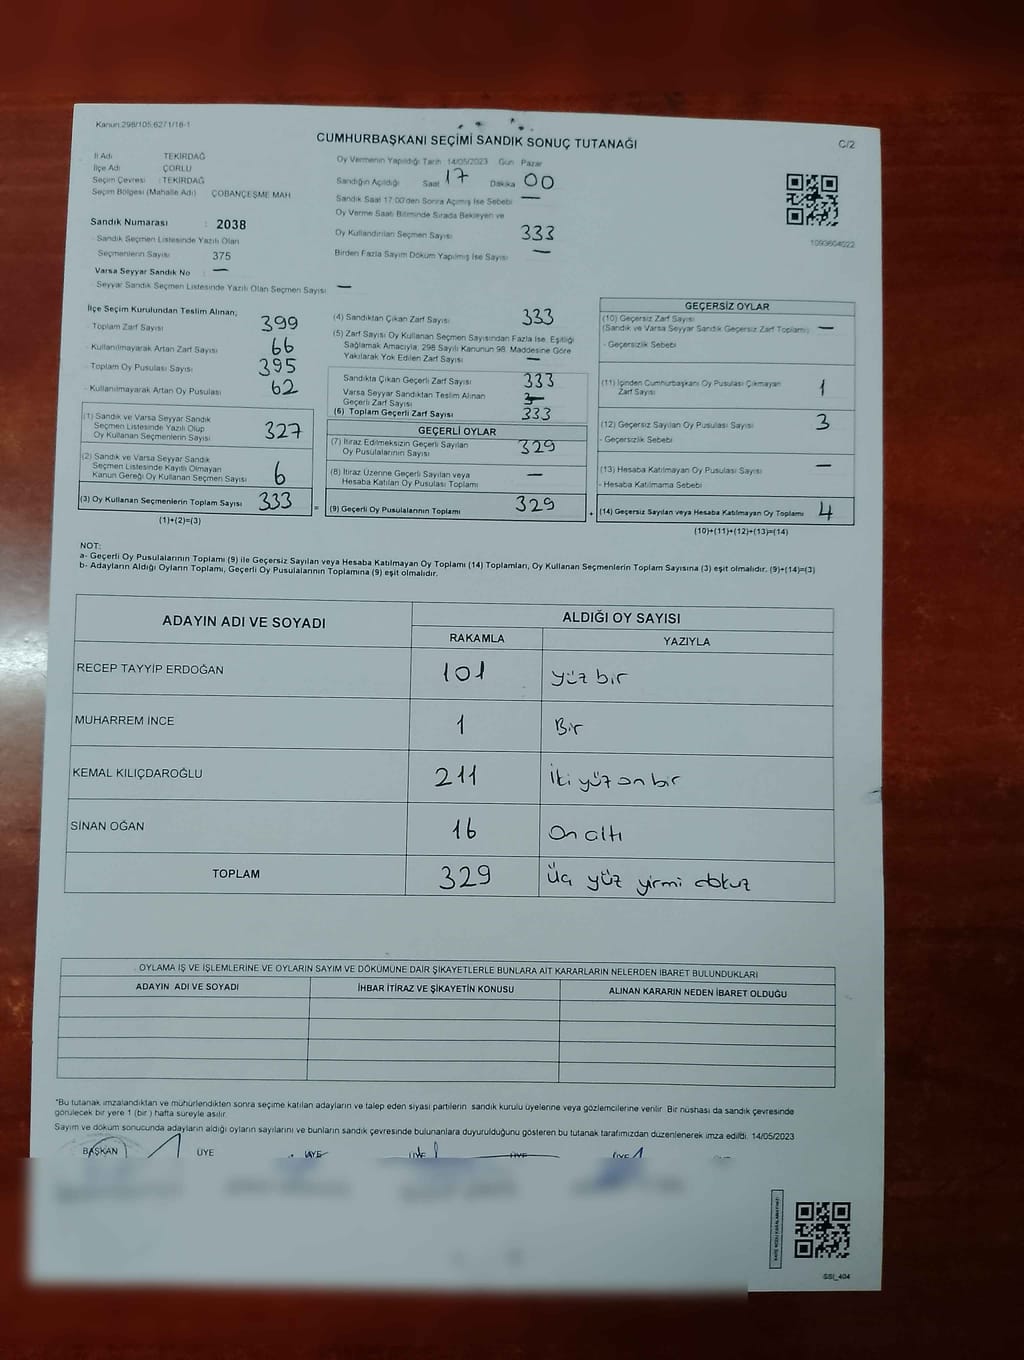 Kanun 298/105,6271/18-1
CUMHURBAŞKANI SEÇİMİ SANDIK SONUÇ TUTANAĞI
C/2
İl Adı TEKİRDAĞ
İlçe Adı ÇORLU
Seçim Çevresi : TEKİRDAĞ
Seçim Bölgesi (Mahalle Adı) ÇOBANÇEŞME MAH
Sandık Numarası : 2038
Sandık Seçmen Listesinde Yazılı Olan
Seçmenlerin Sayısı 375
Varsa Seyyar Sandık No : —
Seyyar Sandık Seçmen Listesinde Yazılı Olan Seçmen Sayısı —
Oy Vermenin Yapıldığı Tarih 14/05/2023 Gün Pazar
Sandığın Açıldığı Saat 17 Dakika 00
Sandık Saat 17.00'den Sonra Açılmış İse Sebebi —
Oy Verme Saati Bitiminde Sırada Bekleyen ve
Oy Kullandırılan Seçmen Sayısı 333
Birden Fazla Sayım Döküm Yapılmış İse Sayısı —
1093604022
İlçe Seçim Kurulundan Teslim Alınan;
- Toplam Zarf Sayısı 399
- Kullanılmayarak Artan Zarf Sayısı 66
- Toplam Oy Pusulası Sayısı 395
- Kullanılmayarak Artan Oy Pusulası 62
(1) Sandık ve Varsa Seyyar Sandık
Seçmen Listesinde Yazılı Olup
Oy Kullanan Seçmenlerin Sayısı 327
(2) Sandık ve Varsa Seyyar Sandık
Seçmen Listesinde Kayıtlı Olmayan
Kanun Gereği Oy Kullanan Seçmen Sayısı 6
(3) Oy Kullanan Seçmenlerin Toplam Sayısı 333 =
(1)+(2)=(3)
(4) Sandıktan Çıkan Zarf Sayısı 333
(5) Zarf Sayısı Oy Kullanan Seçmen Sayısından Fazla İse, Eşitliği
Sağlamak Amacıyla; 298 Sayılı Kanunun 98. Maddesine Göre
Yakılarak Yok Edilen Zarf Sayısı —
Sandıkta Çıkan Geçerli Zarf Sayısı 333
Varsa Seyyar Sandıktan Teslim Alınan
Geçerli Zarf Sayısı
(6) Toplam Geçerli Zarf Sayısı 333
GEÇERLİ OYLAR
(7) İtiraz Edilmeksizin Geçerli Sayılan
Oy Pusulalarının Sayısı 329
(8) İtiraz Üzerine Geçerli Sayılan veya
Hesaba Katılan Oy Pusulası Toplamı —
(9) Geçerli Oy Pusulalarının Toplamı 329 +
GEÇERSİZ OYLAR
(10) Geçersiz Zarf Sayısı
(Sandık ve Varsa Seyyar Sandık Geçersiz Zarf Toplamı) —
- Geçersizlik Sebebi
(11) İçinden Cumhurbaşkanı Oy Pusulası Çıkmayan
Zarf Sayısı 1
(12) Geçersiz Sayılan Oy Pusulası Sayısı 3
- Geçersizlik Sebebi
(13) Hesaba Katılmayan Oy Pusulası Sayısı —
- Hesaba Katılmama Sebebi
(14) Geçersiz Sayılan veya Hesaba Katılmayan Oy Toplamı 4
(10)+(11)+(12)+(13)=(14)
NOT:
a- Geçerli Oy Pusulalarının Toplamı (9) ile Geçersiz Sayılan veya Hesaba Katılmayan Oy Toplamı (14) Toplamları, Oy Kullanan Seçmenlerin Toplam Sayısına (3) eşit olmalıdır. (9)+(14)=(3)
b- Adayların Aldığı Oyların Toplamı, Geçerli Oy Pusulalarının Toplamına (9) eşit olmalıdır.
ADAYIN ADI VE SOYADI ALDIĞI OY SAYISI
RAKAMLA YAZIYLA
RECEP TAYYİP ERDOĞAN 101 yüz bir
MUHARREM İNCE 1 Bir
KEMAL KILIÇDAROĞLU 211 iki yüz on bir
SİNAN OĞAN 16 On altı
TOPLAM 329 Üç yüz yirmi dokuz
OYLAMA İŞ VE İŞLEMLERİNE VE OYLARIN SAYIM VE DÖKÜMÜNE DAİR ŞİKAYETLERLE BUNLARA AİT KARARLARIN NELERDEN İBARET BULUNDUKLARI
ADAYIN ADI VE SOYADI İHBAR İTİRAZ VE ŞİKAYETİN KONUSU ALINAN KARARIN NEDEN İBARET OLDUĞU
*Bu tutanak imzalandıktan ve mühürlendikten sonra seçime katılan adayların ve talep eden siyasi partilerin sandık kurulu üyelerine veya gözlemcilerine verilir. Bir nüshası da sandık çevresinde
görülecek bir yere 1 (bir ) hafta süreyle asılır.
Sayım ve döküm sonucunda adayların aldığı oyların sayılarını ve bunların sandık çevresinde bulunanlara duyurulduğunu gösteren bu tutanak tarafımızdan düzenlenerek imza edildi. 14/05/2023
BAŞKAN ÜYE ÜYE ÜYE ÜYE ÜYE
SSİ_404